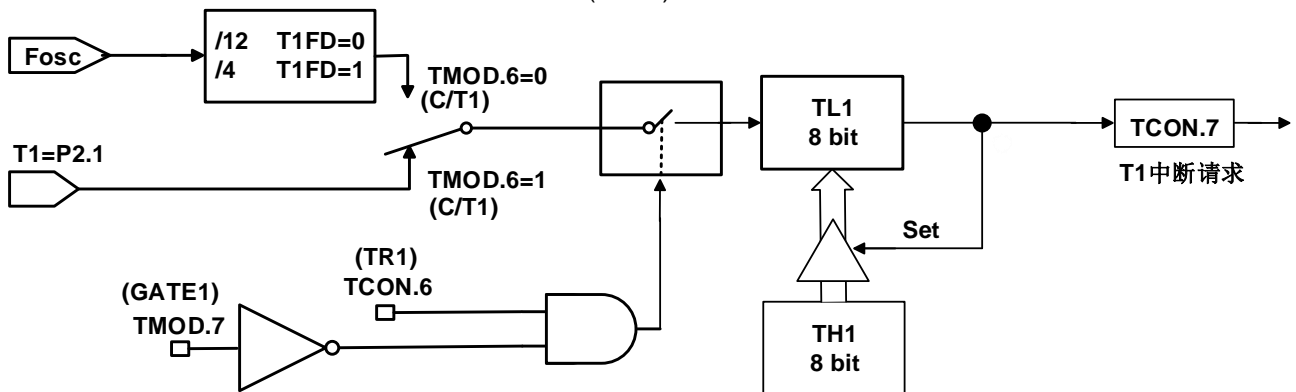 Fosc
/12 T1FD=0
/4 T1FD=1
TMOD.6=0
(C/T1)
T1=P2.1
TMOD.6=1
(C/T1)
TL1
8 bit
TCON.7
T1中断请求
Set
(TR1)
TCON.6
(GATE1)
TMOD.7
TH1
8 bit